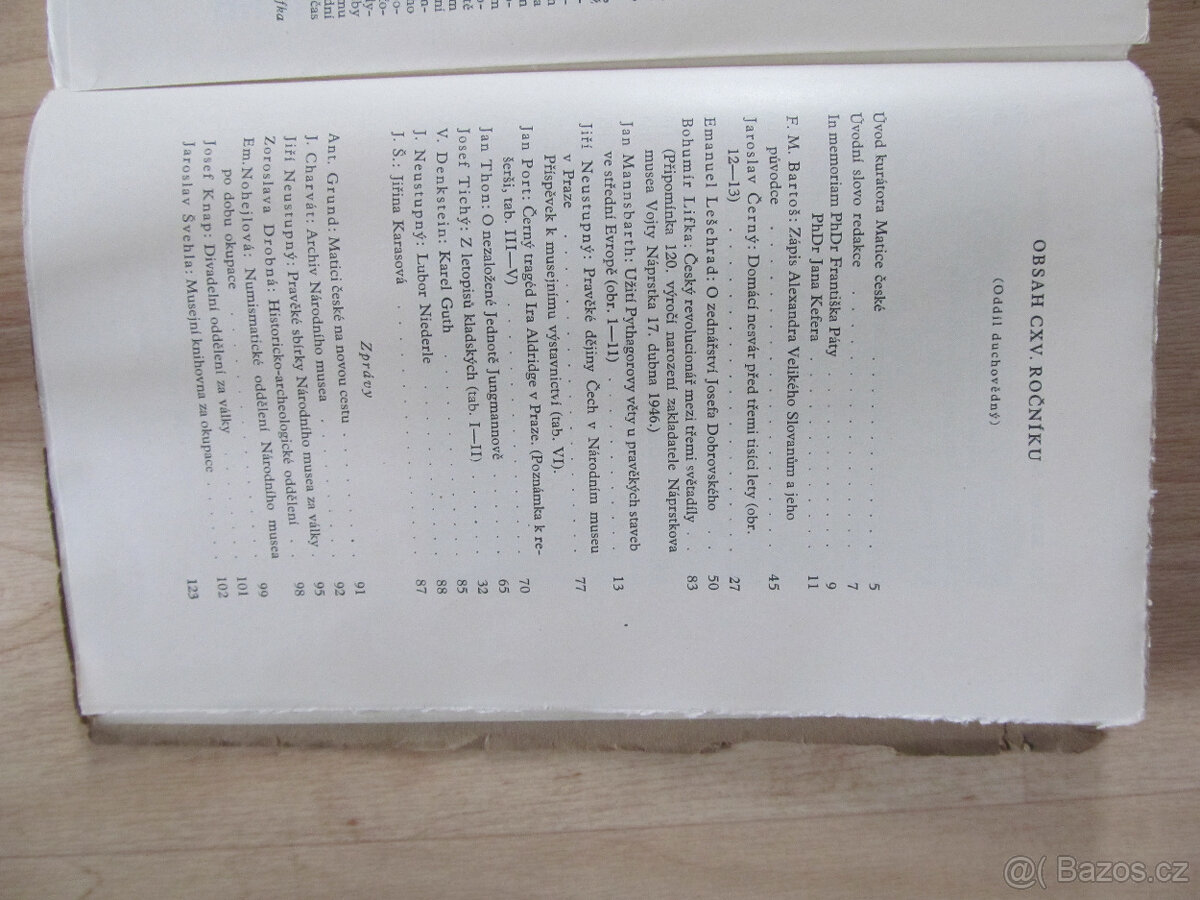 OBSAH CXV. ROČNÍKU
(Oddíl duchovědný)
Úvod kurátora Matice české . . . . . . . . . . 5
Úvodní slovo redakce . . . . . . . . . . . . 7
In memoriam PhDr Františka Páty . . . . . . . . 9
PhDr Jana Kefera . . . . . . . . . . 11
F. M. Bartoš: Zápis Alexandra Velikého Slovanům a jeho
původce . . . . . . . . . . . . . . . 45
Jaroslav Černý: Domácí nesvár před třemi tisíci lety (obr.
12—13) . . . . . . . . . . . . . . . 27
Emanuel Lešehrad: O zednářství Josefa Dobrovského . . 50
Bohumír Lifka: Český revolucionář mezi třemi světadíly . . 83
(Připomínka 120. výročí narození zakladatele Náprstkova
musea Vojty Náprstka 17. dubna 1946.)
Jan Mannsbarth: Užití Pythagorovy věty u pravěkých staveb
ve střední Evropě (obr. 1—11) . . . . . . . . . 13
Jiří Neustupný: Pravěké dějiny Čech v Národním museu
v Praze . . . . . . . . . . . . . . . 77
Příspěvek k musejnímu výstavnictví (tab. VI).
Jan Port: Černý tragéd Ira Aldridge v Praze. (Poznámka k re- 70
šerši, tab. III—V) . . . . . . . . . . . . 65
Jan Thon: O nezaložené Jednotě Jungmannově . . . . 32
Josef Tichý: Z letopisů kladských (tab. I—II) . . . . . 85
V. Denkstein: Karel Guth . . . . . . . . . . 88
J. Neustupný: Lubor Niederle . . . . . . . . . 87
J. Š.: Jiřina Karasová . . . . . . . . . . .
Zprávy 91
Ant. Grund: Matici české na novou cestu . . . . . . 92
J. Charvát: Archiv Národního musea . . . . . . . 95
Jiří Neustupný: Pravěké sbírky Národního musea za války . 98
Zoroslava Drobná: Historicko-archeologické oddělení . . 99
Em. Nohejlová: Numismatické oddělení Národního musea 101
po dobu okupace . . . . . . . . . . . . 102
Josef Knap: Divadelní oddělení za války . . . . . .
Jaroslav Švehla: Musejní knihovna za okupace . . . . 123
@ Bazos.cz